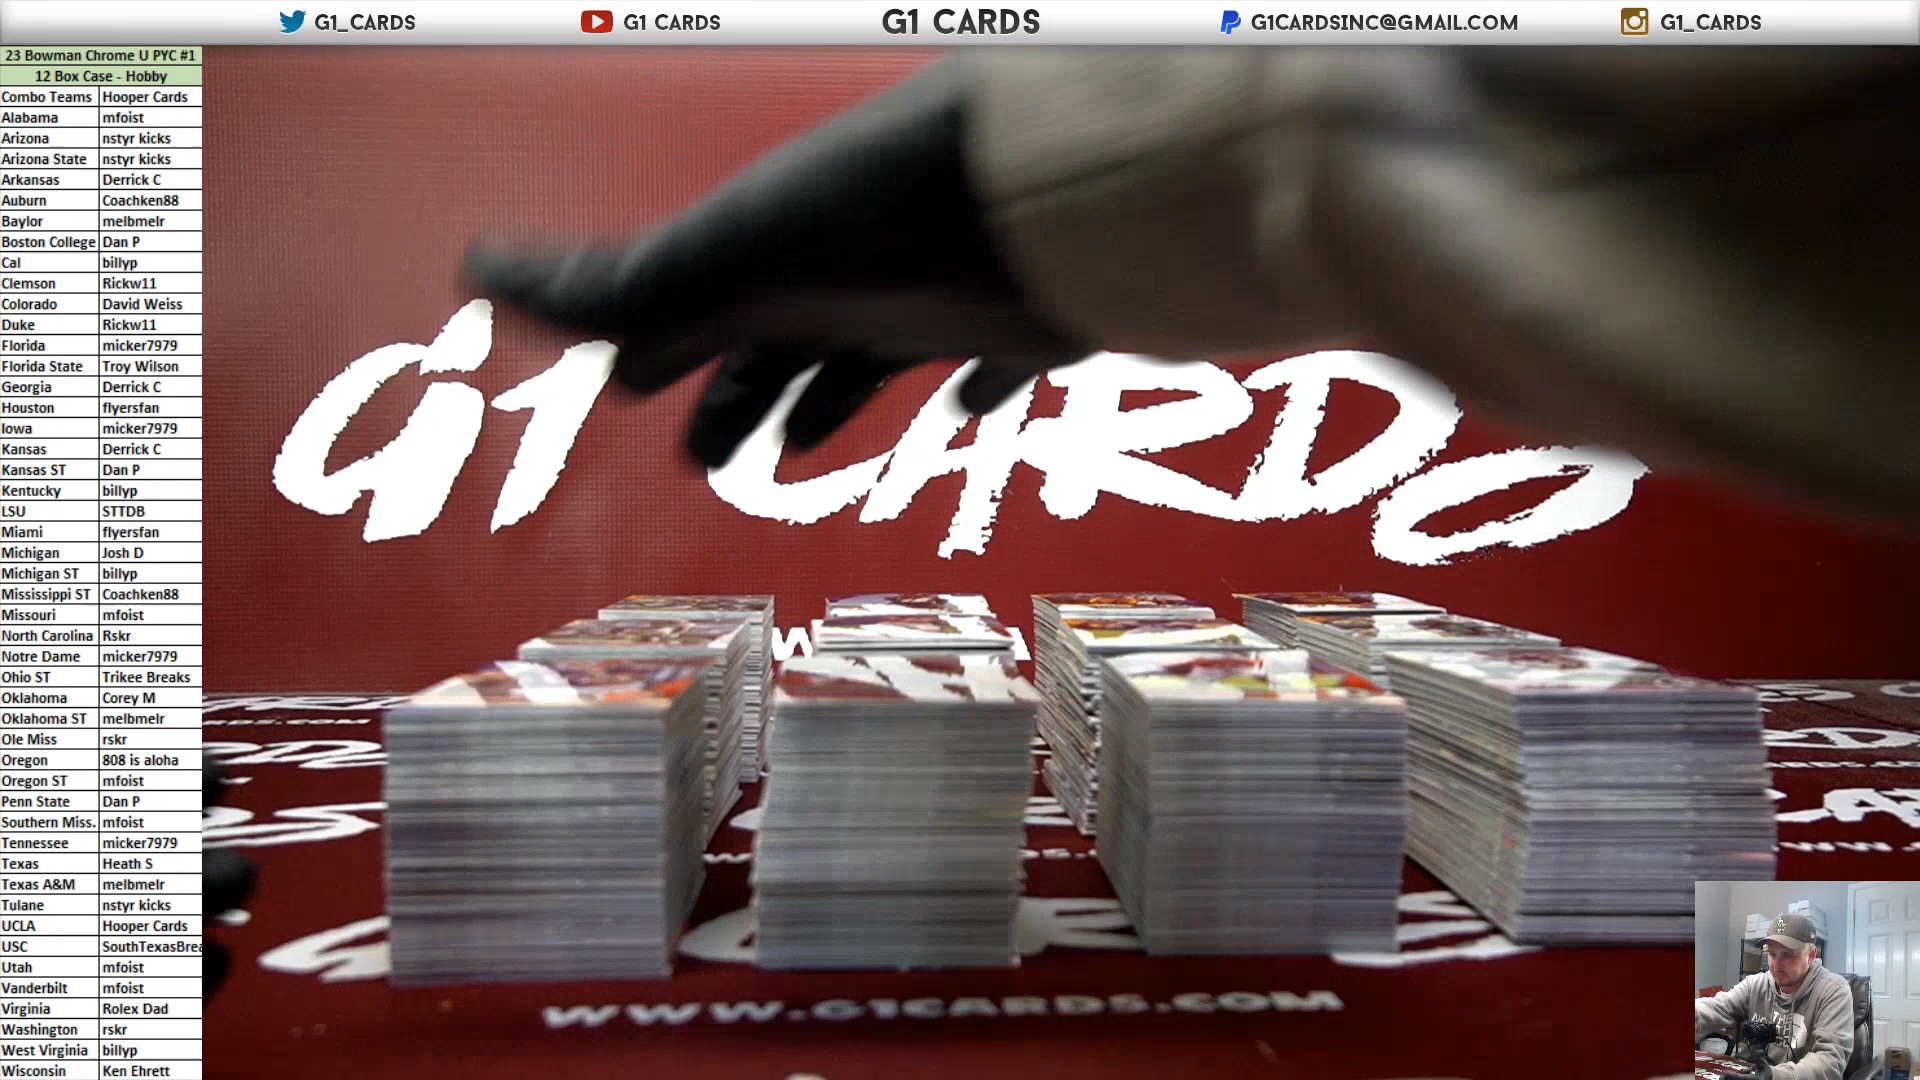 G1_CARDS G1 CARDS G1 CARDS G1CARDSINC@GMAIL.COM G1_CARDS
23 Bowman Chrome U PYC #1
12 Box Case - Hobby
Combo Teams Hooper Cards
Alabama mfoist
Arizona nstyr kicks
Arizona State nstyr kicks
Arkansas Derrick C
Auburn Coachken88
Baylor melbmelr
Boston College Dan P
Cal billyp
Clemson Rickw11
Colorado David Weiss
Duke Rickw11
Florida micker7979
Florida State Troy Wilson
Georgia Derrick C
Houston flyersfan
Iowa micker7979
Kansas Derrick C
Kansas ST Dan P
Kentucky billyp
LSU STTDB
Miami flyersfan
Michigan Josh D
Michigan ST billyp
Mississippi ST Coachken88
Missouri mfoist
North Carolina Rskr
Notre Dame micker7979
Ohio ST Trikee Breaks
Oklahoma Corey M
Oklahoma ST melbmelr
Ole Miss rskr
Oregon 808 is aloha
Oregon ST mfoist
Penn State Dan P
Southern Miss. mfoist
Tennessee micker7979
Texas Heath S
Texas A&M melbmelr
Tulane nstyr kicks
UCLA Hooper Cards
USC SouthTexasBrea
Utah mfoist
Vanderbilt mfoist
Virginia Rolex Dad
Washington rskr
West Virginia billyp
Wisconsin Ken Ehrett
G1 CARDS
WWW.G1CARDS.COM